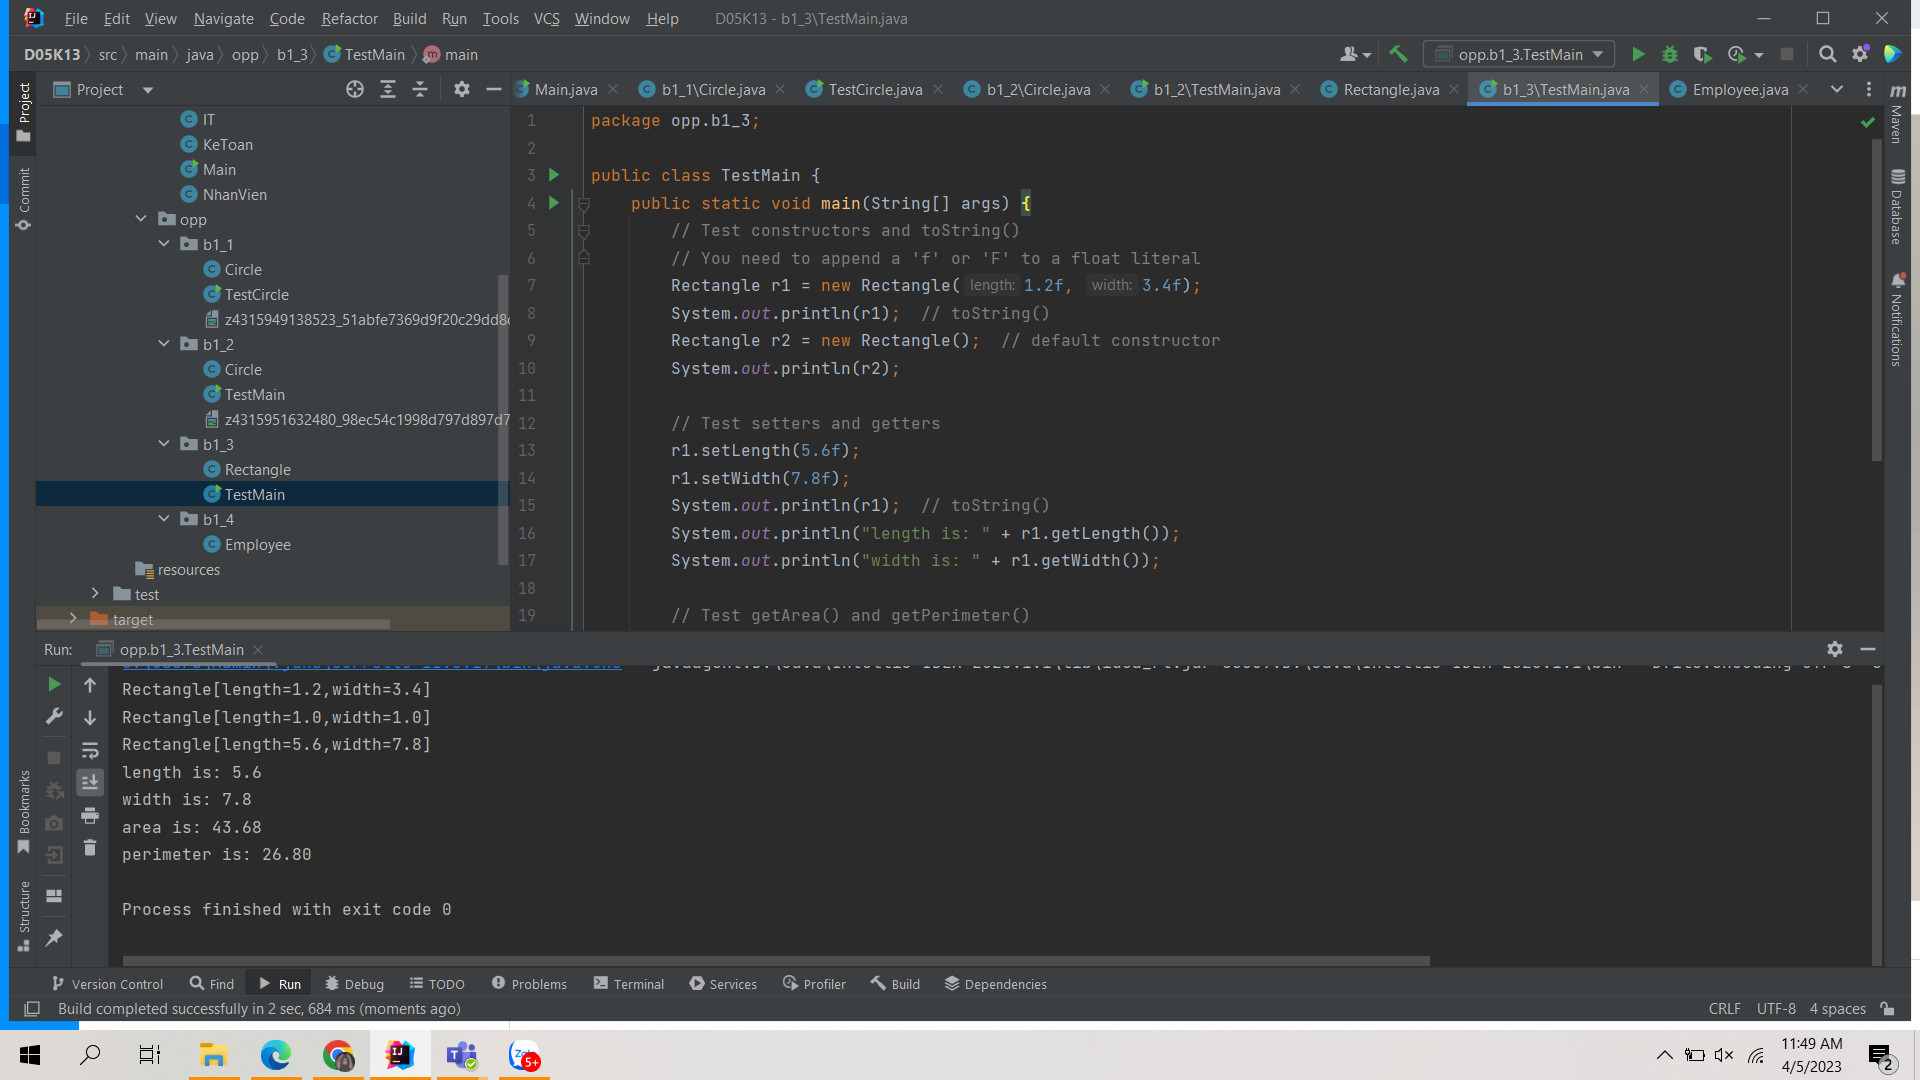 File Edit View Navigate Code Refactor Build Run Tools VCS Window Help D05K13 - b1_3\TestMain.java
D05K13 src main java opp b1_3 TestMain main
opp.b1_3.TestMain
Project
Main.java b1_1\Circle.java TestCircle.java b1_2\Circle.java b1_2\TestMain.java Rectangle.java b1_3\TestMain.java Employee.java
Project
Commit
Bookmarks
Structure
IT
KeToan
Main
NhanVien
opp
b1_1
Circle
TestCircle
z4315949138523_51abfe7369d9f20c29dd8
b1_2
Circle
TestMain
z4315951632480_98ec54c1998d797d897d7
b1_3
Rectangle
TestMain
b1_4
Employee
resources
test
target
1 package opp.b1_3;
2
3 public class TestMain {
4 public static void main(String[] args) {
5 // Test constructors and toString()
6 // You need to append a 'f' or 'F' to a float literal
7 Rectangle r1 = new Rectangle( length: 1.2f, width: 3.4f);
8 System.out.println(r1); // toString()
9 Rectangle r2 = new Rectangle(); // default constructor
10 System.out.println(r2);
11
12 // Test setters and getters
13 r1.setLength(5.6f);
14 r1.setWidth(7.8f);
15 System.out.println(r1); // toString()
16 System.out.println("length is: " + r1.getLength());
17 System.out.println("width is: " + r1.getWidth());
18
19 // Test getArea() and getPerimeter()
Maven
Database
Notifications
Run: opp.b1_3.TestMain
Rectangle[length=1.2,width=3.4]
Rectangle[length=1.0,width=1.0]
Rectangle[length=5.6,width=7.8]
length is: 5.6
width is: 7.8
area is: 43.68
perimeter is: 26.80
Process finished with exit code 0
Version Control Find Run Debug TODO Problems Terminal Services Profiler Build Dependencies
Build completed successfully in 2 sec, 684 ms (moments ago) CRLF UTF-8 4 spaces
5+
11:49 AM
4/5/2023
2